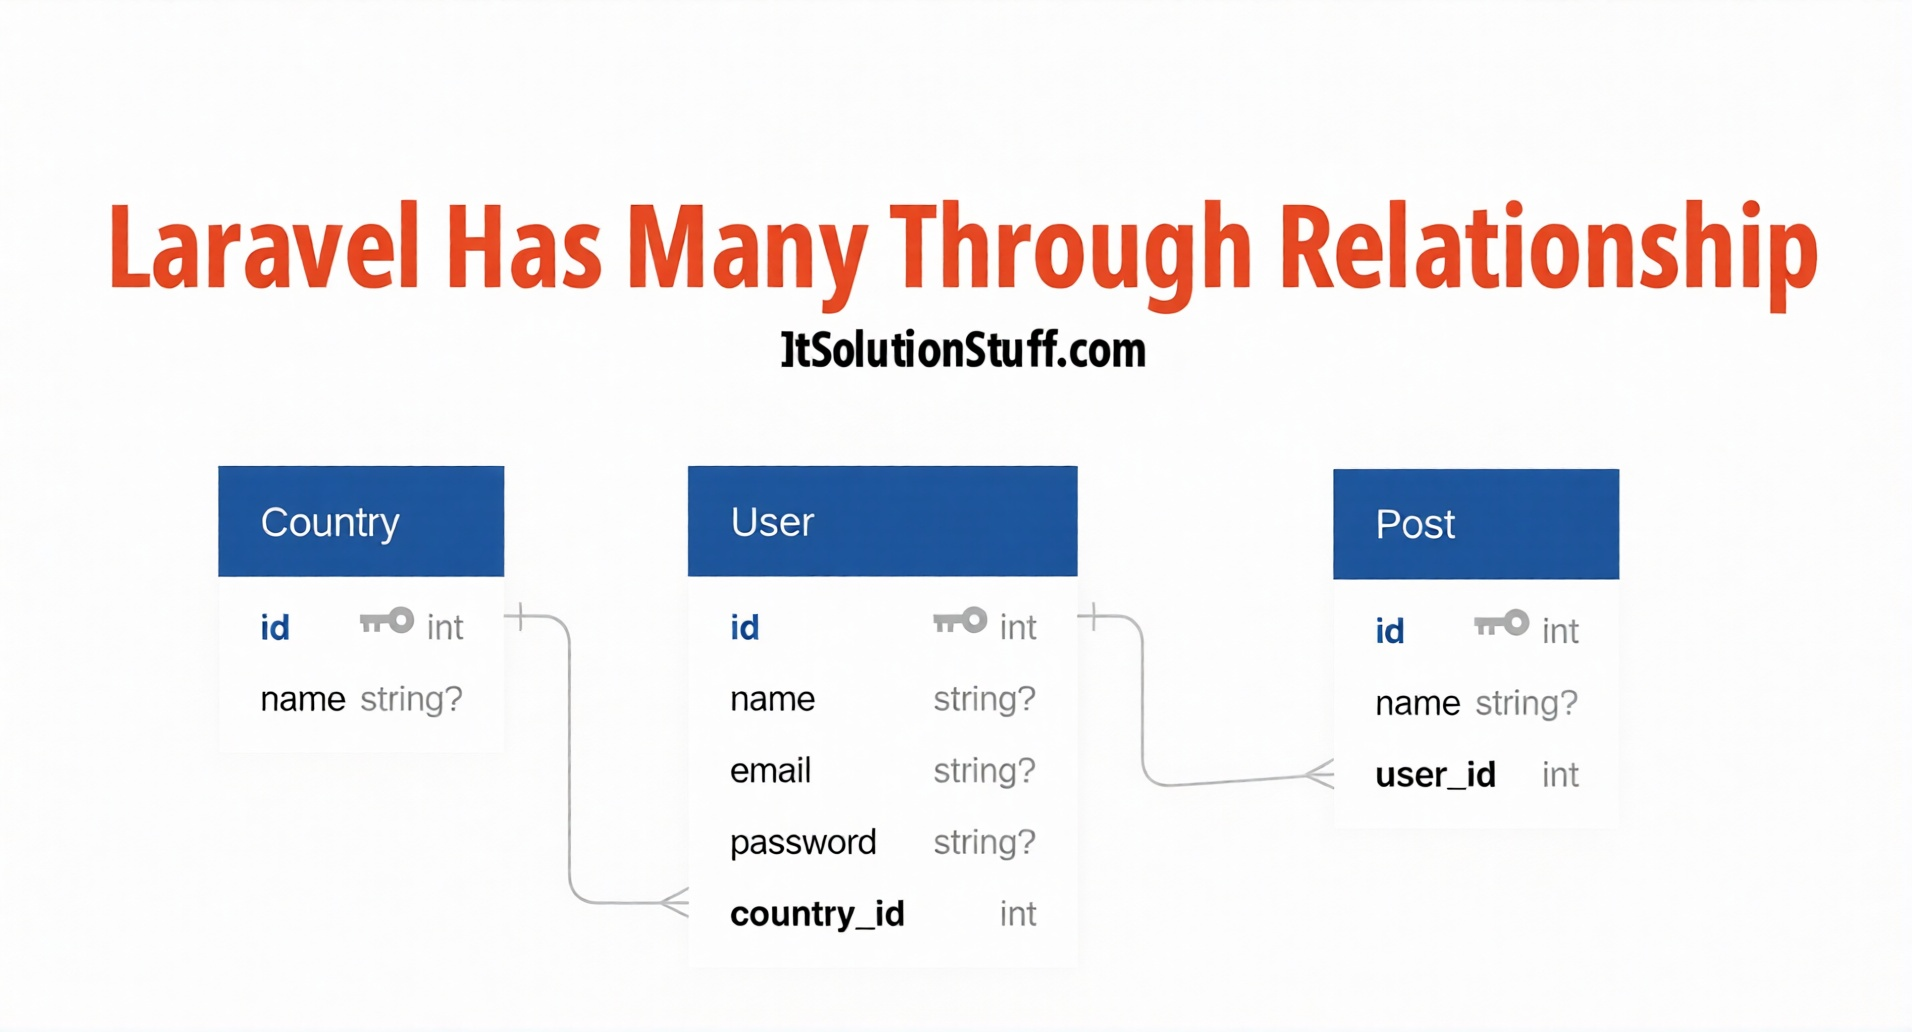 Laravel Has Many Through Relationship
ItSolutionStuff.com
Country
id int
name string?
User
id int
name string?
email string?
password string?
country_id int
Post
id int
name string?
user_id int